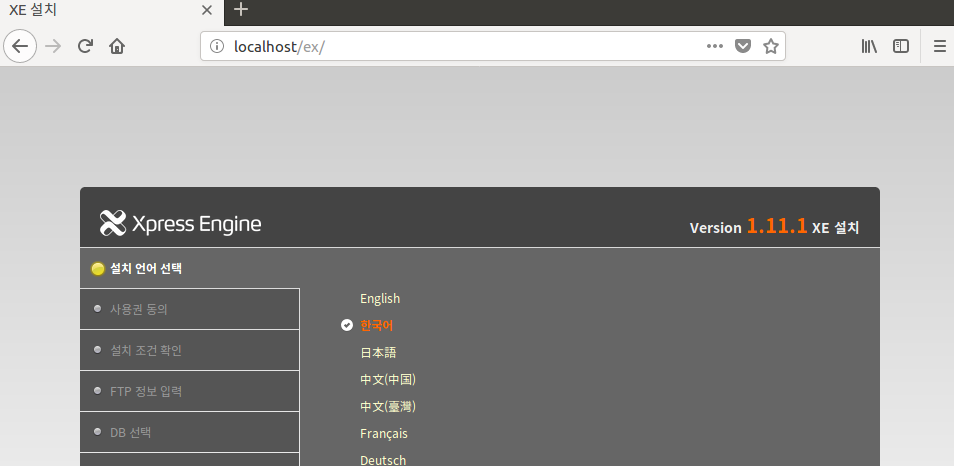 XE 설치
localhost/ex/
Xpress Engine
Version 1.11.1 XE 설치
설치 언어 선택
사용권 동의
설치 조건 확인
FTP 정보 입력
DB 선택
English
한국어
日本語
中文(中国)
中文(臺灣)
Français
Deutsch